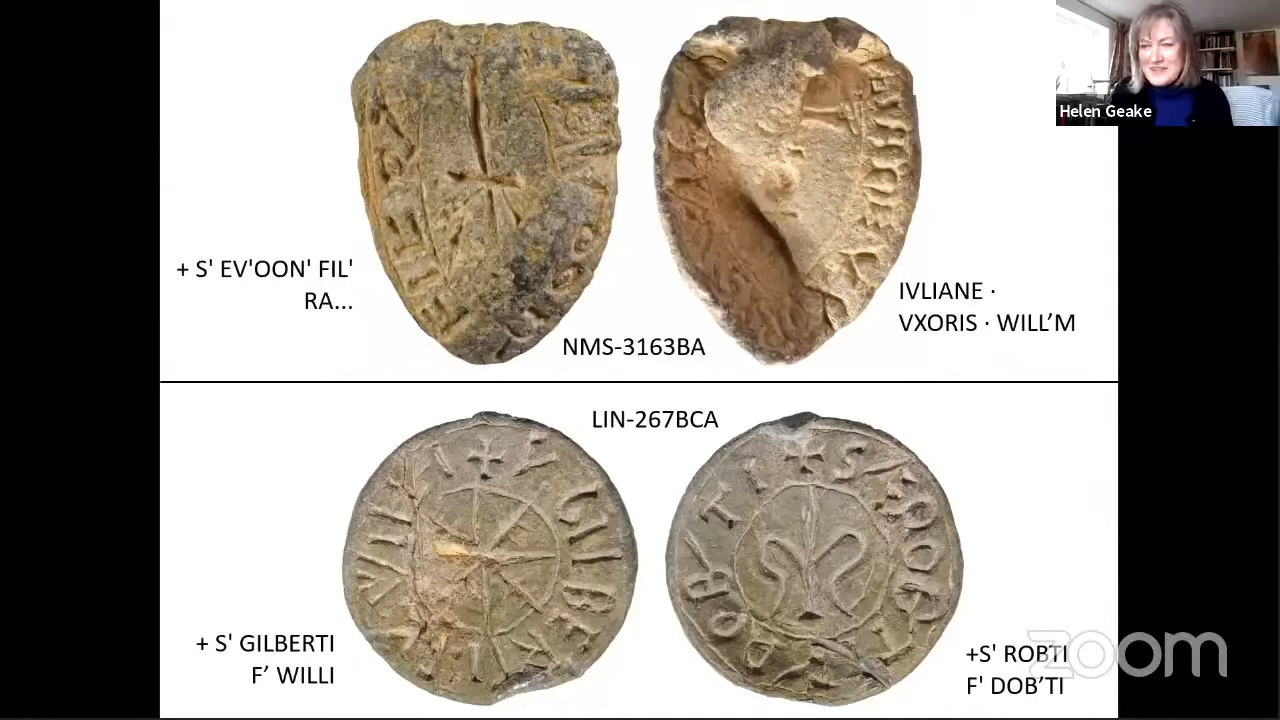 Helen Geake
+ S' EV'OON' FIL'
RA...
IVLIANE ·
VXORIS · WILL’M
NMS-3163BA
LIN-267BCA
+ S' GILBERTI
F’ WILLI
+S' ROBTI
F' DOB’TI
zoom